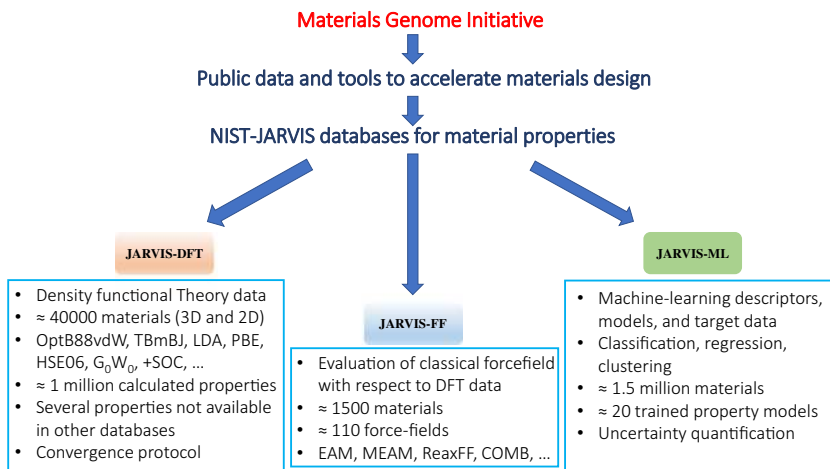 Materials Genome Initiative
Public data and tools to accelerate materials design
NIST-JARVIS databases for material properties
JARVIS-DFT
• Density functional Theory data
• ≈ 40000 materials (3D and 2D)
• OptB88vdW, TBmBJ, LDA, PBE,
HSE06, G₀W₀, +SOC, ...
• ≈ 1 million calculated properties
• Several properties not available
in other databases
• Convergence protocol
JARVIS-FF
• Evaluation of classical forcefield
with respect to DFT data
• ≈ 1500 materials
• ≈ 110 force-fields
• EAM, MEAM, ReaxFF, COMB, ...
JARVIS-ML
• Machine-learning descriptors,
models, and target data
• Classification, regression,
clustering
• ≈ 1.5 million materials
• ≈ 20 trained property models
• Uncertainty quantification